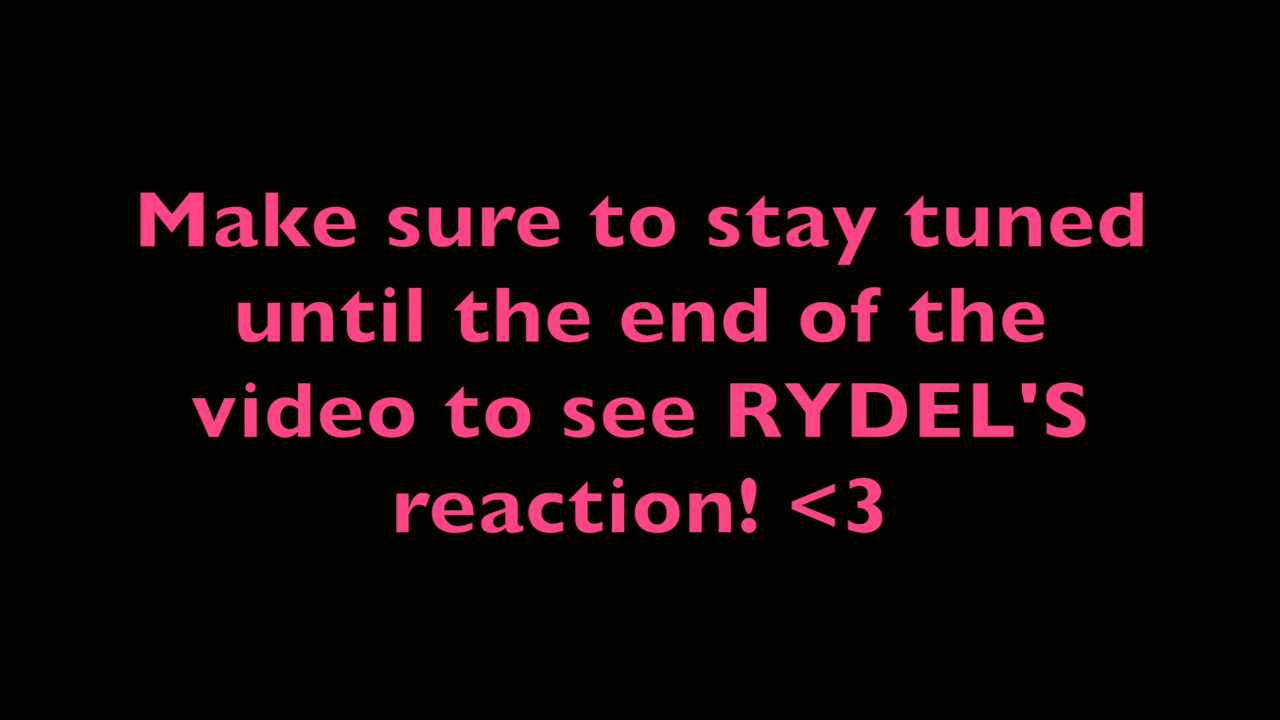 Make sure to stay tuned
until the end of the
video to see RYDEL'S
reaction! <3